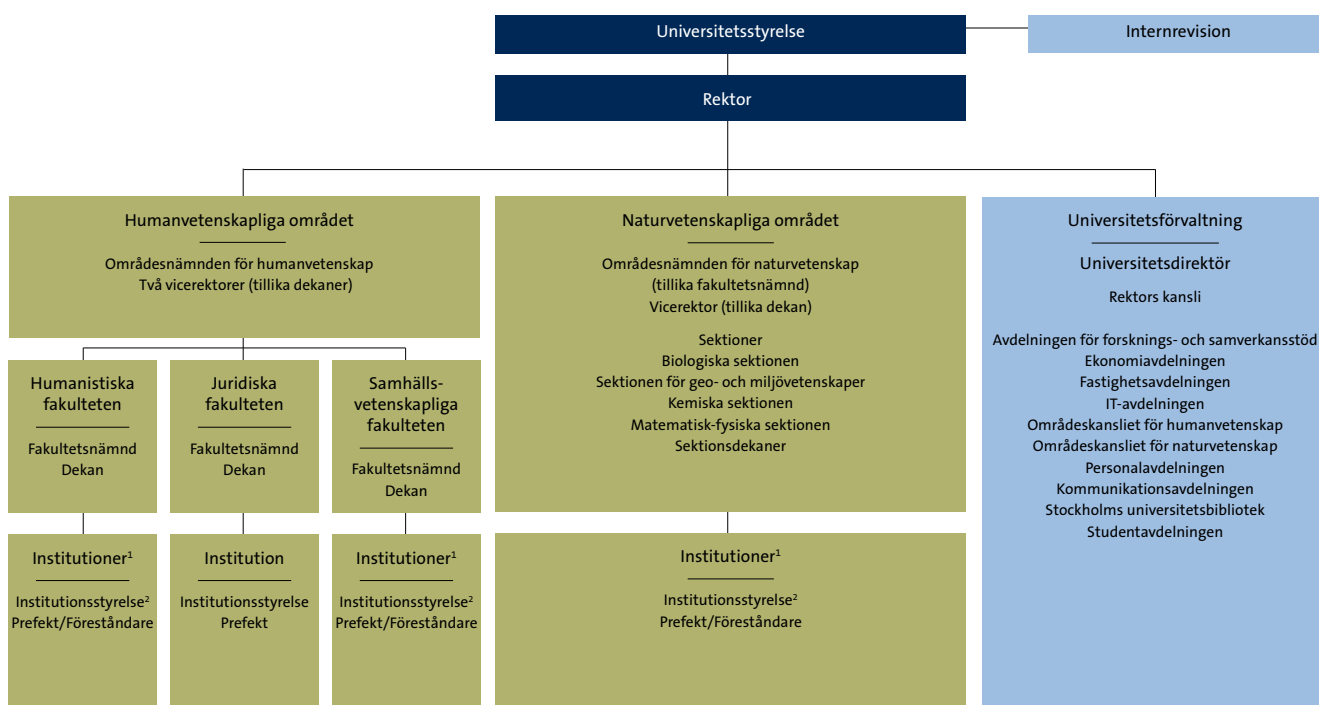 Universitetsstyrelse
Internrevision
Rektor
Humanvetenskapliga området
Områdesnämnden för humanvetenskap
Två vicerektorer (tillika dekaner)
Humanistiska
fakulteten
Fakultetsnämnd
Dekan
Juridiska
fakulteten
Fakultetsnämnd
Dekan
Samhälls-
vetenskapliga
fakulteten
Fakultetsnämnd
Dekan
Institutioner¹
Institutionsstyrelse²
Prefekt/Föreståndare
Institution
Institutionsstyrelse
Prefekt
Institutioner¹
Institutionsstyrelse²
Prefekt/Föreståndare
Naturvetenskapliga området
Områdesnämnden för naturvetenskap
(tillika fakultetsnämnd)
Vicerektor (tillika dekan)
Sektioner
Biologiska sektionen
Sektionen för geo- och miljövetenskaper
Kemiska sektionen
Matematisk-fysiska sektionen
Sektionsdekaner
Institutioner¹
Institutionsstyrelse²
Prefekt/Föreståndare
Universitetsförvaltning
Universitetsdirektör
Rektors kansli
Avdelningen för forsknings- och samverkansstöd
Ekonomiavdelningen
Fastighetsavdelningen
IT-avdelningen
Områdeskansliet för humanvetenskap
Områdeskansliet för naturvetenskap
Personalavdelningen
Kommunikationsavdelningen
Stockholms universitetsbibliotek
Studentavdelningen